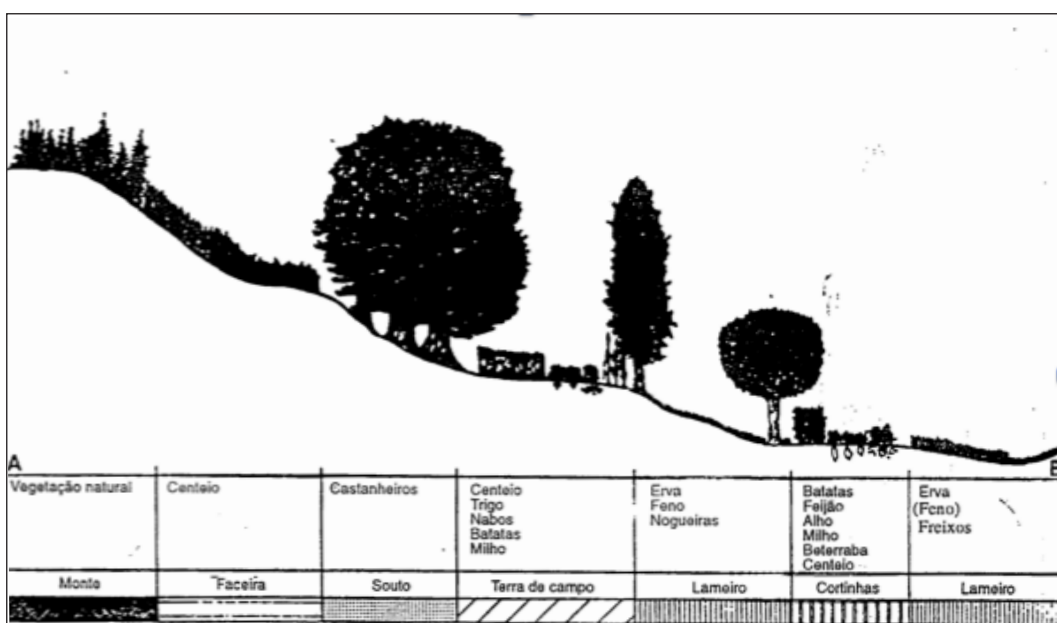 A
B
Vegetação natural
Centeio
Castanheiros
Centeio
Trigo
Nabos
Batatas
Milho
Erva
Feno
Nogueiras
Batatas
Feijão
Alho
Milho
Beterraba
Centeio
Erva
(Feno)
Freixos
Monte
Faceira
Souto
Terra de campo
Lameiro
Cortinhas
Lameiro